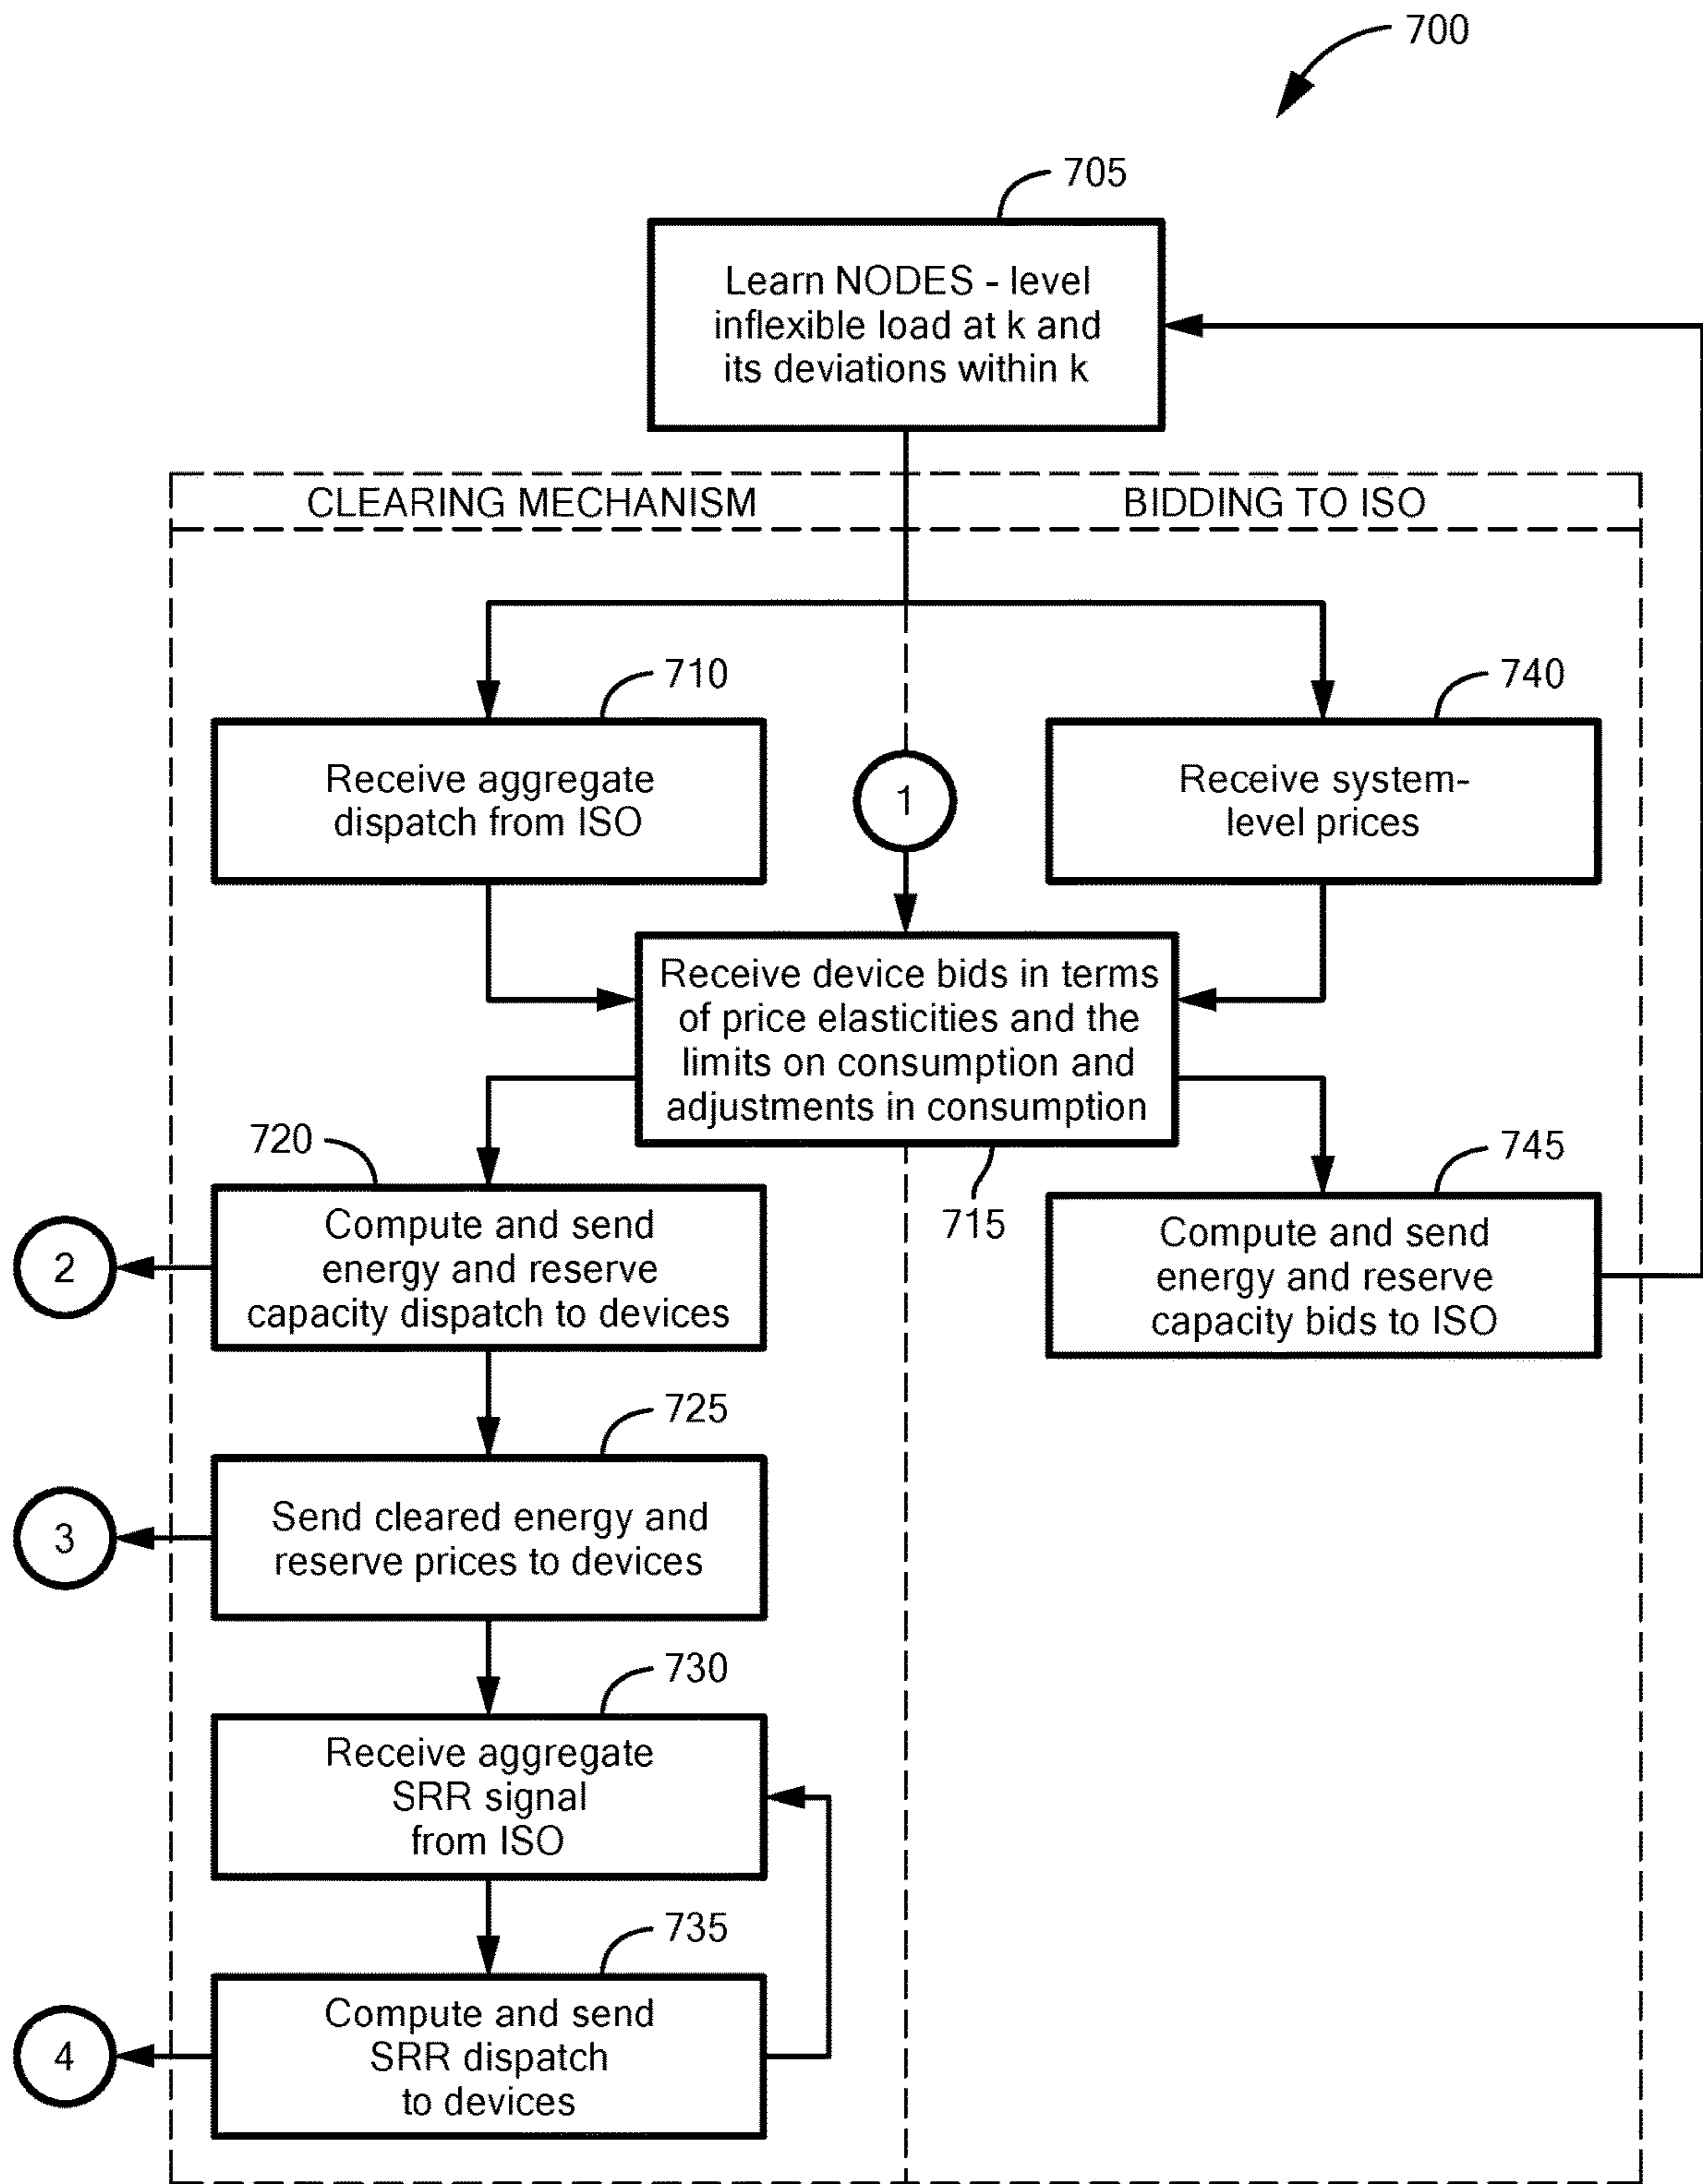 700
705
Learn NODES - level
inflexible load at k and
its deviations within k
CLEARING MECHANISM
BIDDING TO ISO
710
Receive aggregate
dispatch from ISO
1
740
Receive system-
level prices
Receive device bids in terms
of price elasticities and the
limits on consumption and
adjustments in consumption
715
720
Compute and send
energy and reserve
capacity dispatch to devices
2
745
Compute and send
energy and reserve
capacity bids to ISO
725
Send cleared energy and
reserve prices to devices
3
730
Receive aggregate
SRR signal
from ISO
735
Compute and send
SRR dispatch
to devices
4